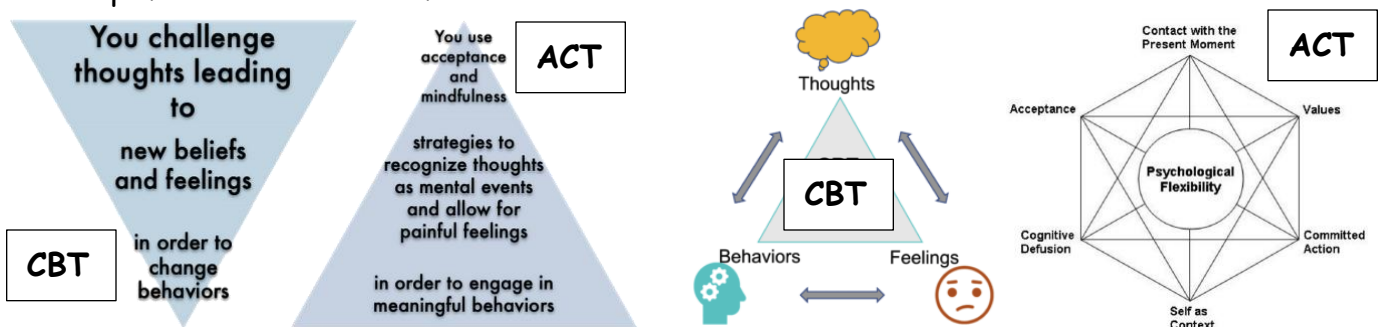 You challenge
thoughts leading
to
new beliefs
and feelings
in order to
change
behaviors
CBT
You use
acceptance
and
mindfulness
strategies to
recognize thoughts
as mental events
and allow for
painful feelings
in order to engage in
meaningful behaviors
ACT
Thoughts
CBT
Behaviors
Feelings
ACT
Contact with the
Present Moment
Acceptance
Values
Psychological
Flexibility
Cognitive
Defusion
Committed
Action
Self as
Context